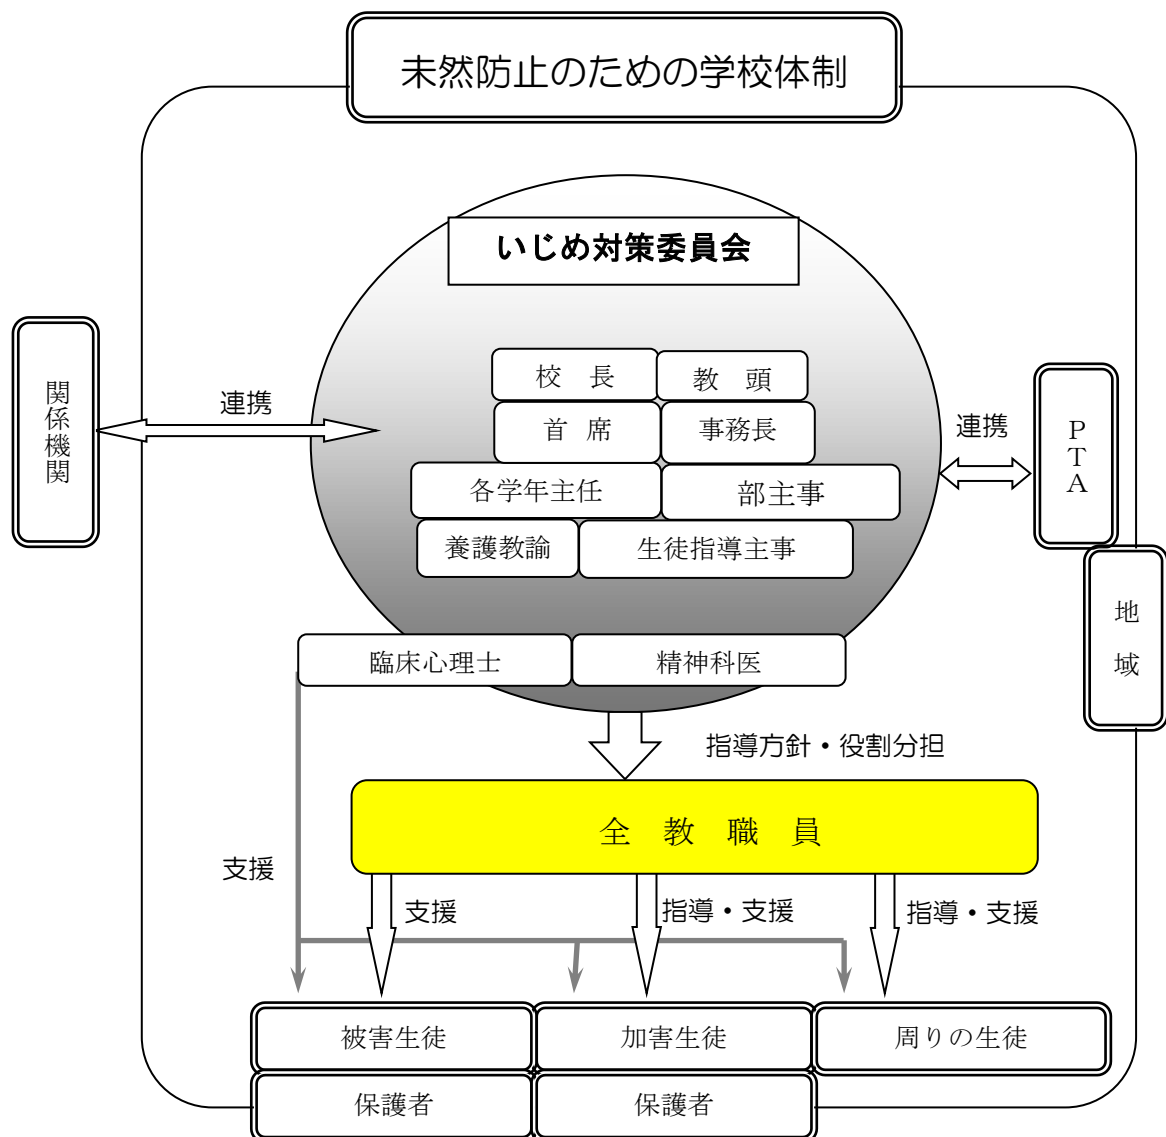 未然防止のための学校体制
いじめ対策委員会
校　長
教　頭
首　席
事務長
各学年主任
部主事
養護教諭
生徒指導主事
臨床心理士
精神科医
関係機関
連携
連携
PTA
地域
指導方針・役割分担
全　教　職　員
支援
支援
指導・支援
指導・支援
被害生徒
加害生徒
周りの生徒
保護者
保護者